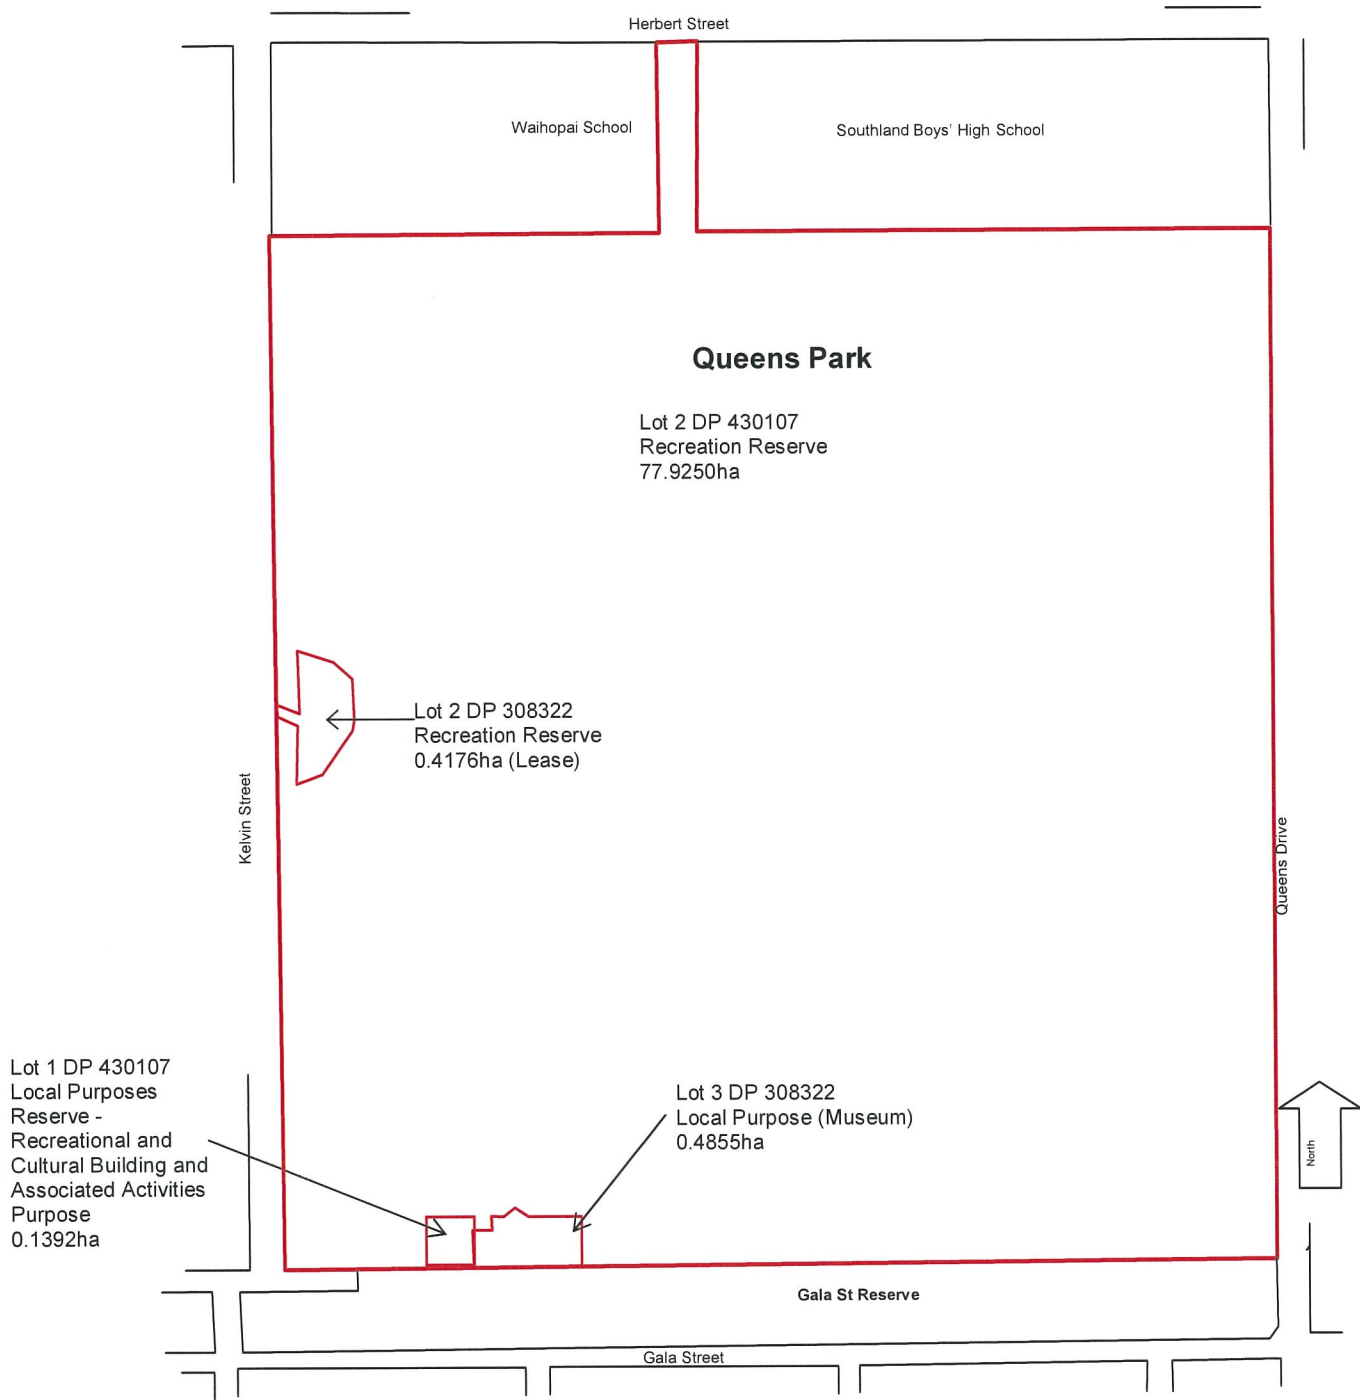 Herbert Street
Waihopai School
Southland Boys' High School
Queens Park
Lot 2 DP 430107
Recreation Reserve
77.9250ha
Lot 2 DP 308322
Recreation Reserve
0.4176ha (Lease)
Kelvin Street
Queens Drive
Lot 1 DP 430107
Local Purposes
Reserve -
Recreational and
Cultural Building and
Associated Activities
Purpose
0.1392ha
Lot 3 DP 308322
Local Purpose (Museum)
0.4855ha
North
Gala St Reserve
Gala Street